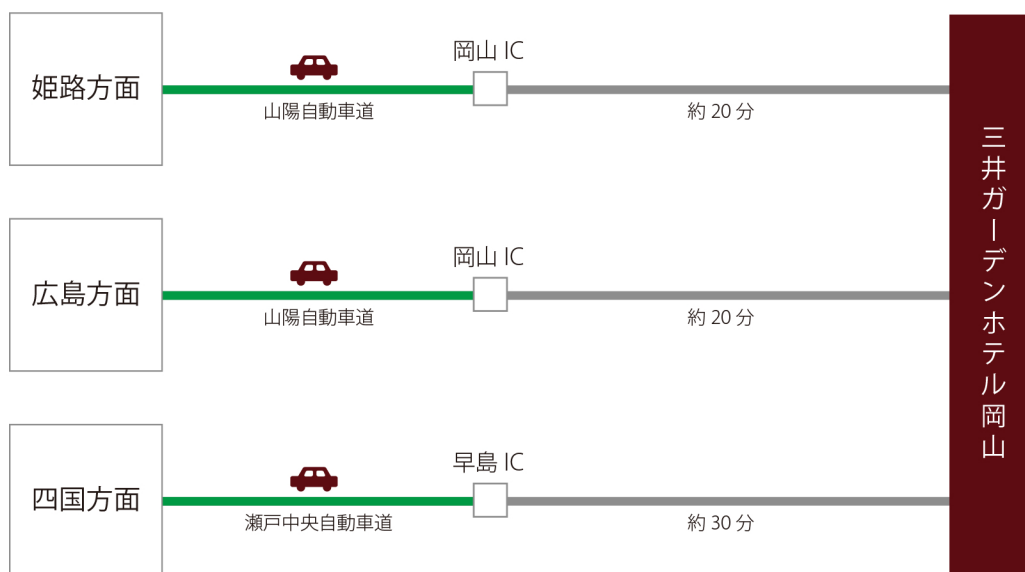 姫路方面
山陽自動車道
岡山 IC
約 20 分
広島方面
山陽自動車道
岡山 IC
約 20 分
四国方面
瀬戸中央自動車道
早島 IC
約 30 分
三井ガーデンホテル岡山